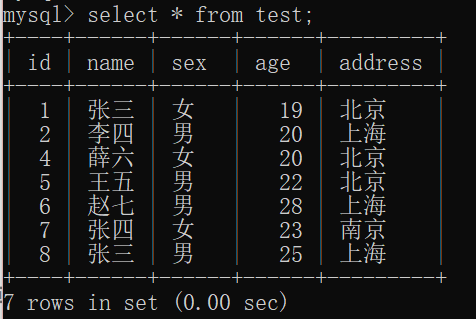 mysql> select * from test;
+----+------+-----+-----+---------+
| id | name | sex | age | address |
+----+------+-----+-----+---------+
| 1 | 张三 | 女 | 19 | 北京 |
| 2 | 李四 | 男 | 20 | 上海 |
| 4 | 薛六 | 女 | 20 | 北京 |
| 5 | 王五 | 男 | 22 | 北京 |
| 6 | 赵七 | 男 | 28 | 上海 |
| 7 | 张四 | 女 | 23 | 南京 |
| 8 | 张三 | 男 | 25 | 上海 |
+----+------+-----+-----+---------+
7 rows in set (0.00 sec)